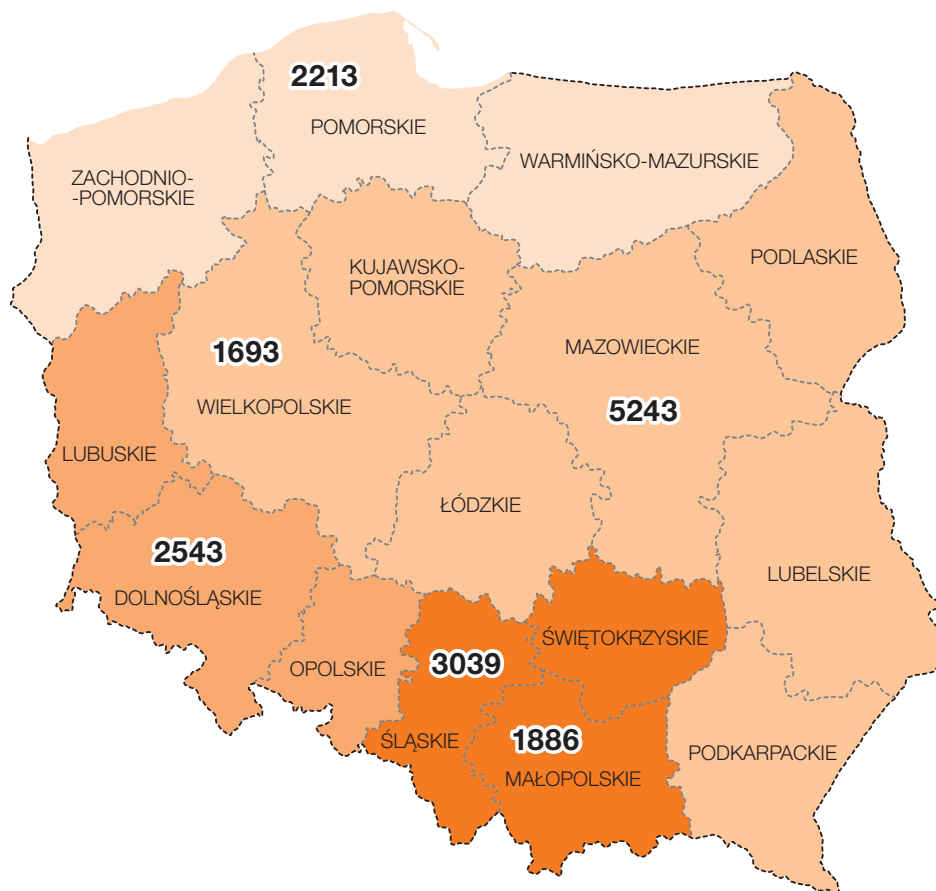 2213
POMORSKIE
WARMIŃSKO-MAZURSKIE
ZACHODNIO-
-POMORSKIE
PODLASKIE
KUJAWSKO-
POMORSKIE
1693
WIELKOPOLSKIE
MAZOWIECKIE
5243
LUBUSKIE
ŁÓDZKIE
2543
DOLNOŚLĄSKIE
LUBELSKIE
ŚWIĘTOKRZYSKIE
OPOLSKIE
3039
ŚLĄSKIE
1886
MAŁOPOLSKIE
PODKARPACKIE